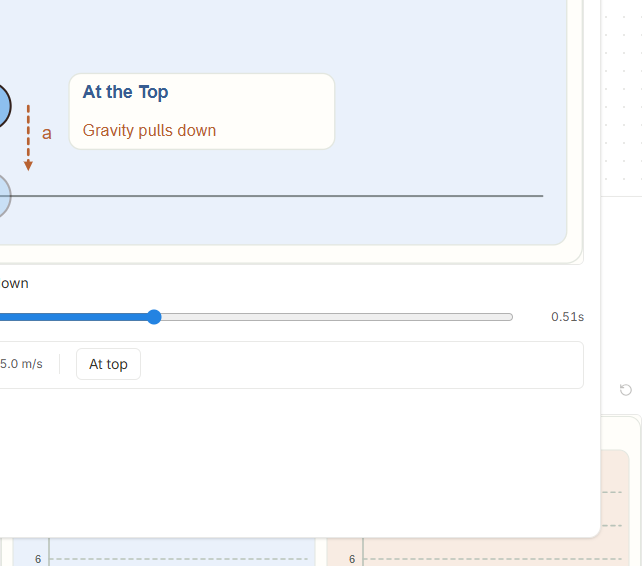 At the Top
Gravity pulls down
a
own
0.51s
5.0 m/s
At top
6
6